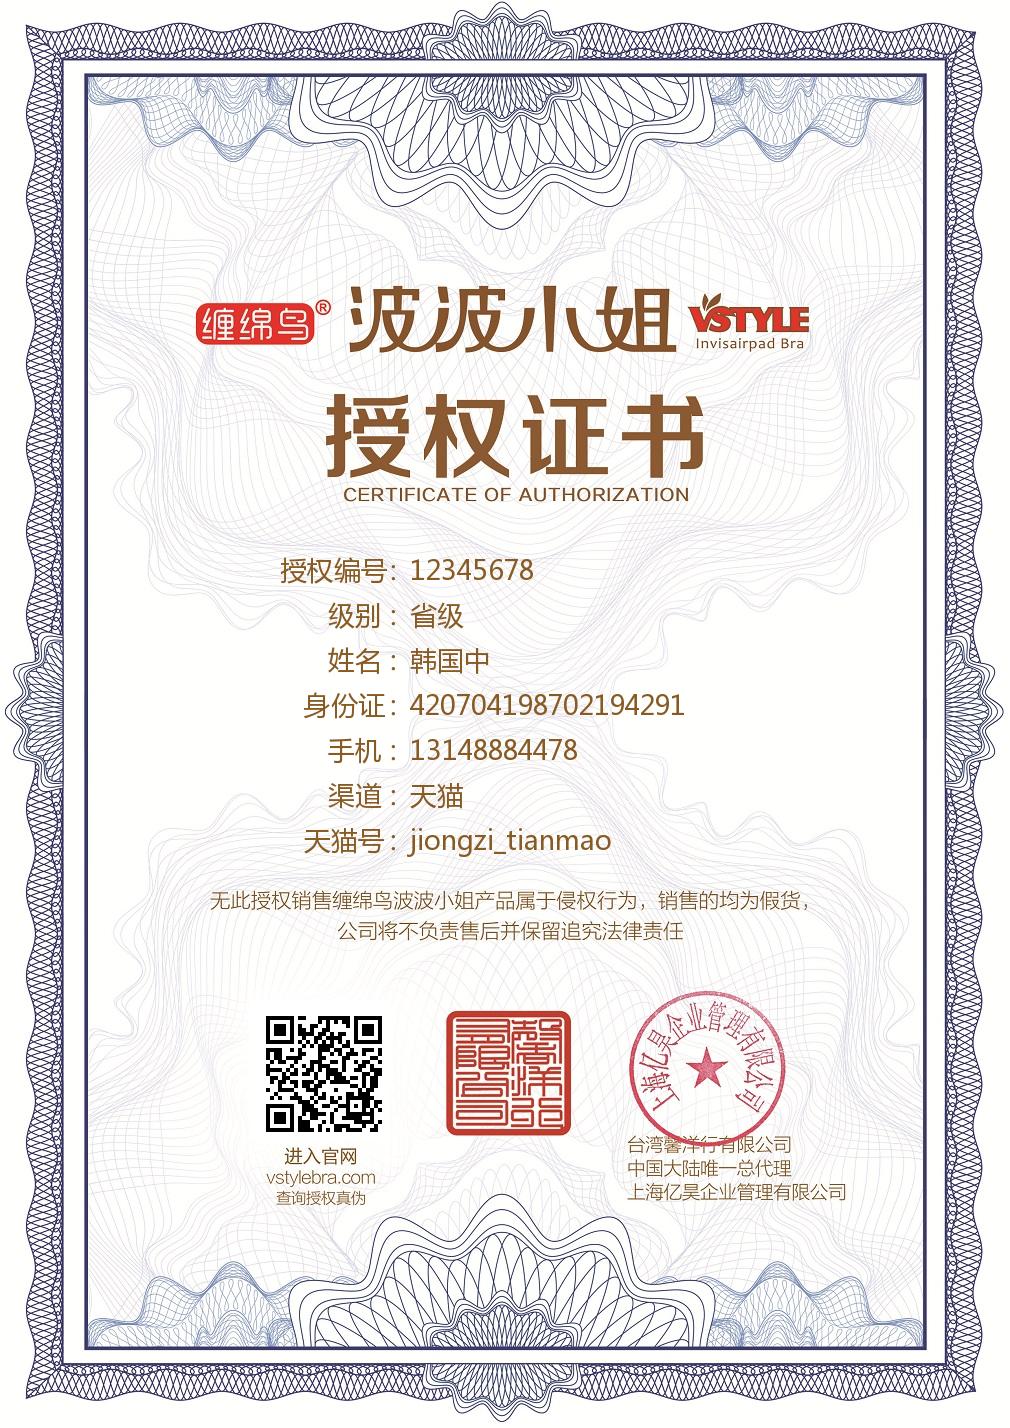 缠绵鸟® 波波小姐 VSTYLE
Invisairpad Bra
授权证书
CERTIFICATE OF AUTHORIZATION
授权编号：12345678
级别：省级
姓名：韩国中
身份证：420704198702194291
手机：13148884478
渠道：天猫
天猫号：jiongzi_tianmao
无此授权销售缠绵鸟波波小姐产品属于侵权行为，销售的均为假货，
公司将不负责售后并保留追究法律责任
上海亿昊企业管理有限公司
进入官网
vstylebra.com
查询授权真伪
台湾馨洋行有限公司
中国大陆唯一总代理
上海亿昊企业管理有限公司